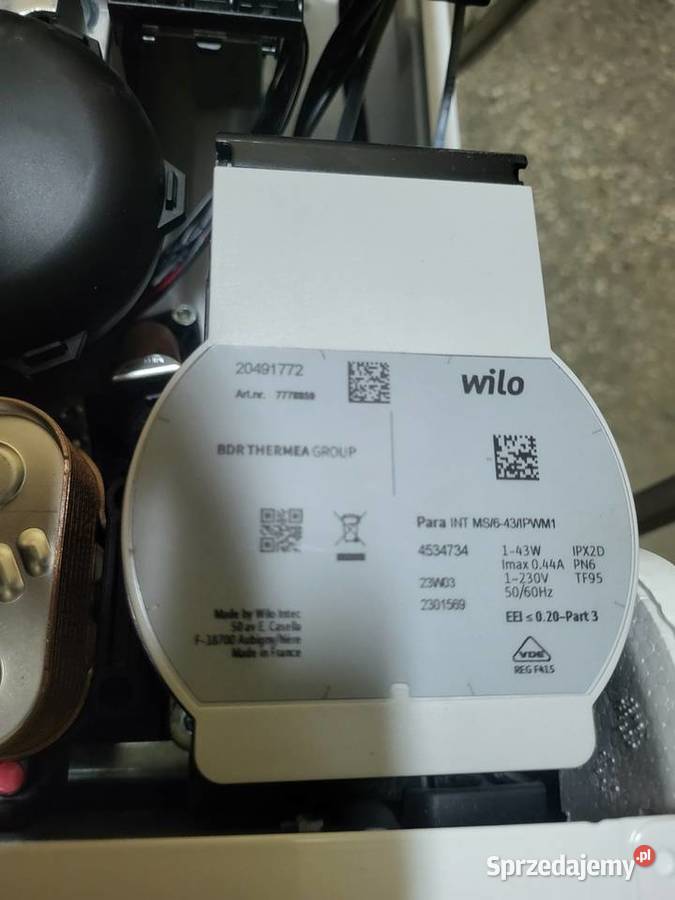 20491772
Art.nr. 7778859
wilo
BDR THERMEA GROUP
Para INT MS/6-43/IPWM1
4534734 1~43W IPX2D
Imax 0.44A PN6
23W03 1~230V TF95
2301569 50/60Hz
EEI ≤ 0.20-Part 3
Made by Wilo Intec
50 av E. Casella
F-18700 Aubigny/Nère
Made in France
VDE
REG F415
Sprzedajemy.pl